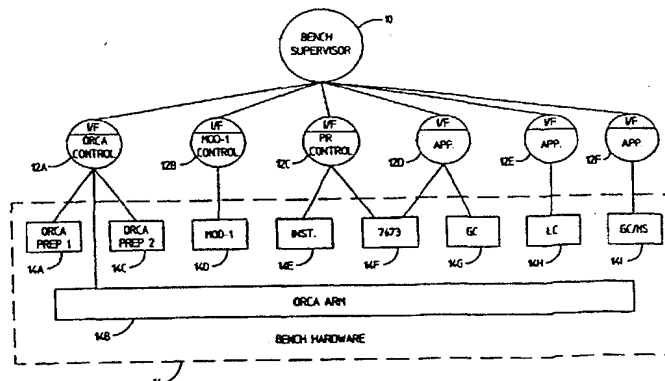 BENCH
SUPERVISOR
10
I/F
ORCA
CONTROL
12A
I/F
MOD-1
CONTROL
12B
I/F
PR
CONTROL
12C
I/F
APP.
12D
I/F
APP.
12E
I/F
APP.
12F
ORCA
PREP 1
14A
ORCA
PREP 2
14C
MOD-1
14D
INST.
14E
7673
14F
GC
14G
LC
14H
GC/MS
14I
ORCA ARM
14B
BENCH HARDWARE